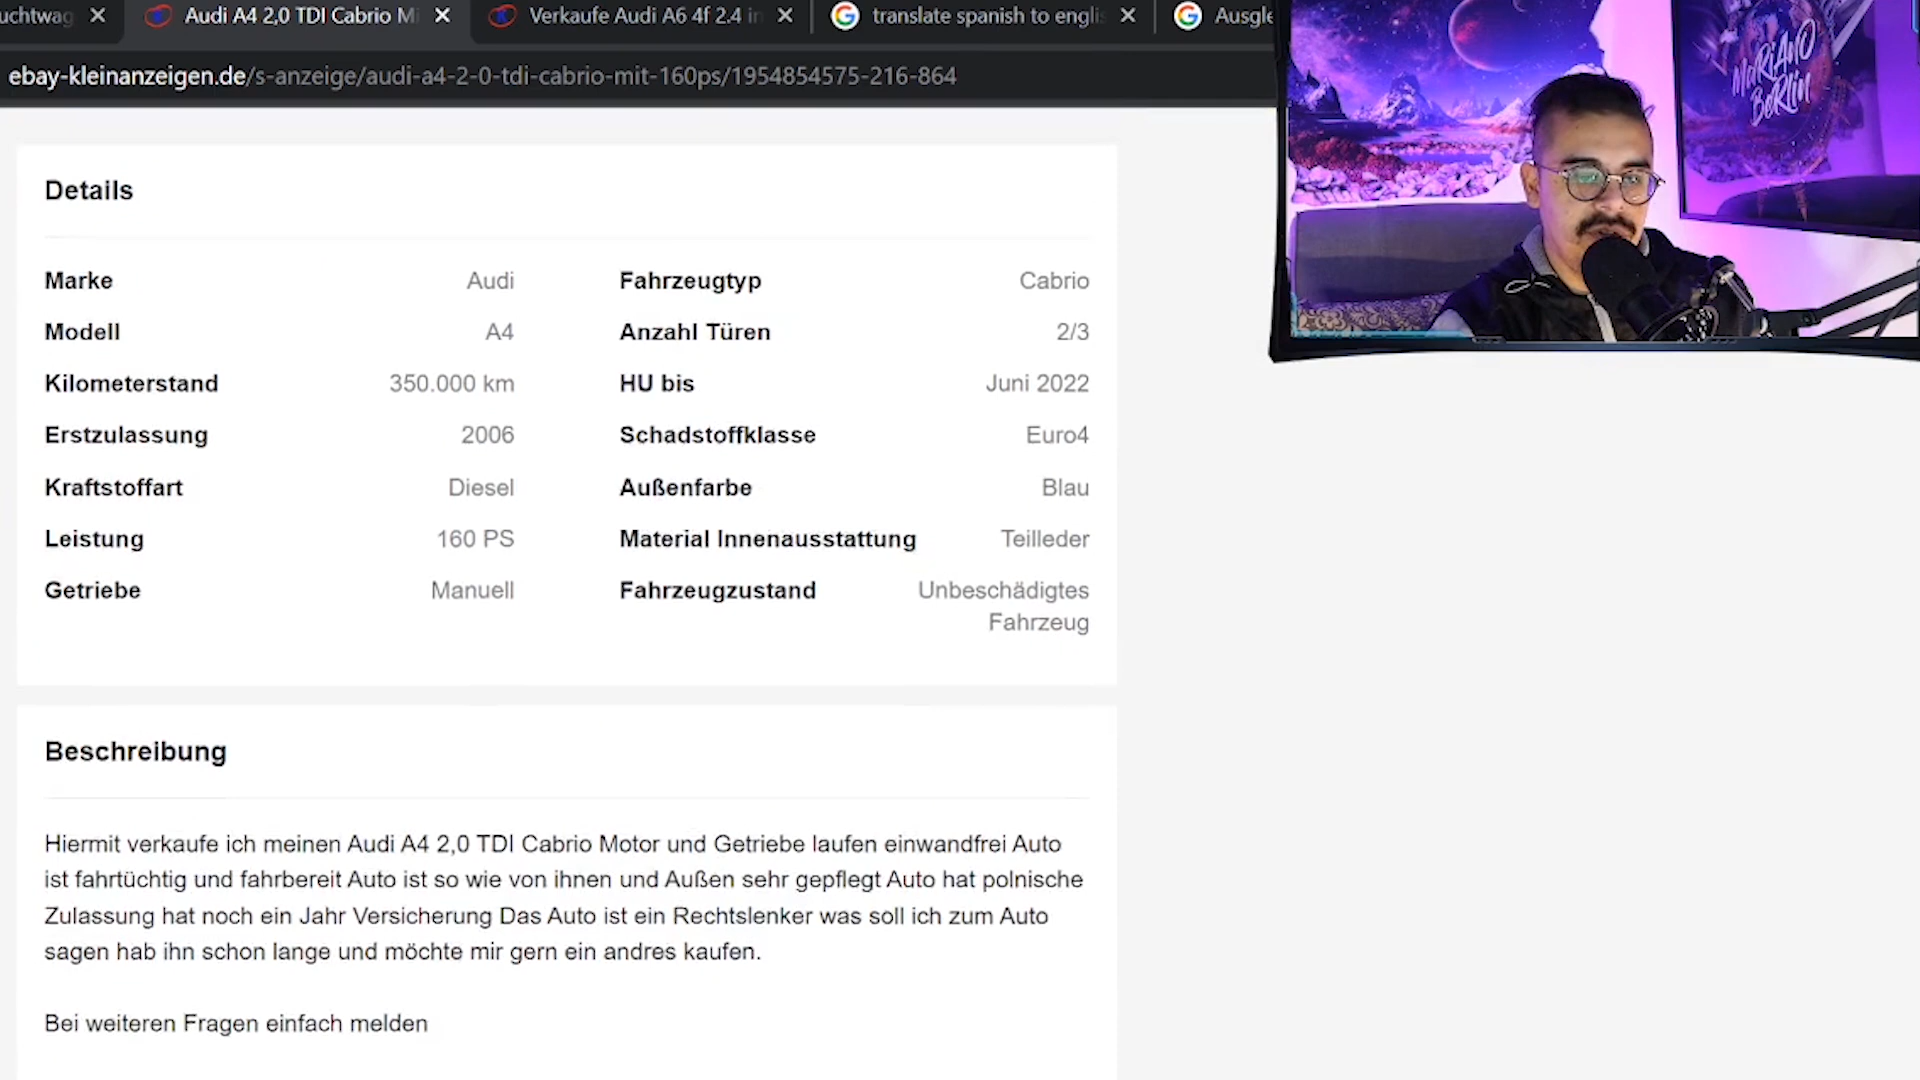 uchtwag
Audi A4 2,0 TDI Cabrio Mi
Verkaufe Audi A6 4f 2.4 in
translate spanish to englis
Ausgle
ebay-kleinanzeigen.de/s-anzeige/audi-a4-2-0-tdi-cabrio-mit-160ps/1954854575-216-864
MaRiANO
BeRlin
Details
Marke Audi Fahrzeugtyp Cabrio
Modell A4 Anzahl Türen 2/3
Kilometerstand 350.000 km HU bis Juni 2022
Erstzulassung 2006 Schadstoffklasse Euro4
Kraftstoffart Diesel Außenfarbe Blau
Leistung 160 PS Material Innenausstattung Teilleder
Getriebe Manuell Fahrzeugzustand Unbeschädigtes
Fahrzeug
Beschreibung
Hiermit verkaufe ich meinen Audi A4 2,0 TDI Cabrio Motor und Getriebe laufen einwandfrei Auto
ist fahrtüchtig und fahrbereit Auto ist so wie von ihnen und Außen sehr gepflegt Auto hat polnische
Zulassung hat noch ein Jahr Versicherung Das Auto ist ein Rechtslenker was soll ich zum Auto
sagen hab ihn schon lange und möchte mir gern ein andres kaufen.
Bei weiteren Fragen einfach melden